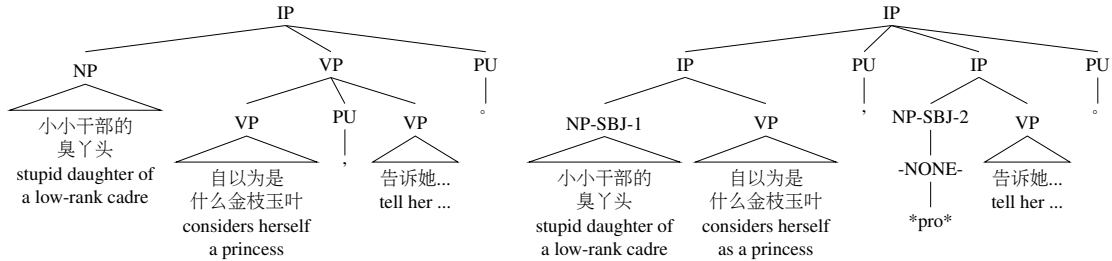 IP IP
NP VP PU IP PU IP PU
VP PU VP 。 NP-SBJ-1 VP , NP-SBJ-2 VP 。
小小干部的 , 小小干部的
臭丫头 自以为是 告诉她... 臭丫头 自以为是 -NONE- 告诉她...
stupid daughter of 什么金枝玉叶 tell her ... stupid daughter of 什么金枝玉叶 tell her ...
a low-rank cadre considers herself a low-rank cadre considers herself *pro*
a princess as a princess